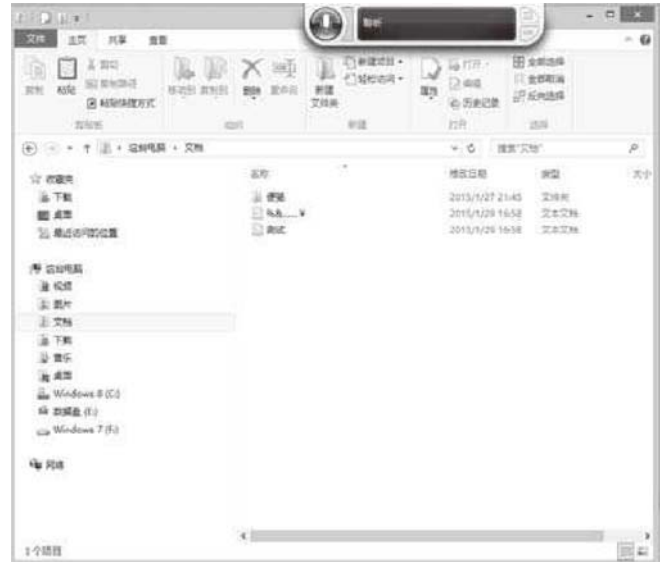 聆听
文件 主页 共享 查看
复制 粘贴 剪切 复制路径 粘贴快捷方式
移动到 复制到 删除 重命名
新建文件夹 新建项目 轻松访问
属性 打开 编辑 历史记录
全部选择 全部取消 反向选择
剪贴板 组织 新建 打开 选择
这台电脑 文档 搜索"文档"
名称 修改日期 类型 大小
收藏夹
下载
桌面
最近访问的位置
这台电脑
视频
图片
文档
下载
音乐
桌面
Windows 8 (C:)
数据盘 (E:)
Windows 7 (F:)
网络
便笺 2015/1/27 21:45 文件夹
2015/1/29 16:58 文本文档
测试 2015/1/29 16:58 文本文档
1个项目